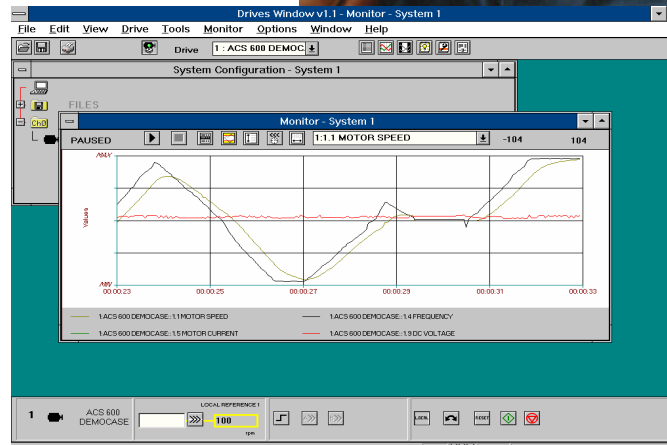 Drives Window v1.1 - Monitor - System 1
File Edit View Drive Tools Monitor Options Window Help
Drive 1 : ACS 600 DEMOC.
System Configuration - System 1
FILES
Ch0
Monitor - System 1
PAUSED 1:1.1 MOTOR SPEED -104 104
MAX
Values
MIN
00:00:23 00:00:25 00:00:27 00:00:29 00:00:31 00:00:33
1:ACS 600 DEMOCASE::1.1 MOTOR SPEED 1:ACS 600 DEMOCASE::1.4 FREQUENCY
1:ACS 600 DEMOCASE::1.5 MOTOR CURRENT 1:ACS 600 DEMOCASE::1.9 DC VOLTAGE
LOCAL REFERENCE 1
1 ACS 600 DEMOCASE 100 LOCAL RESET
rpm